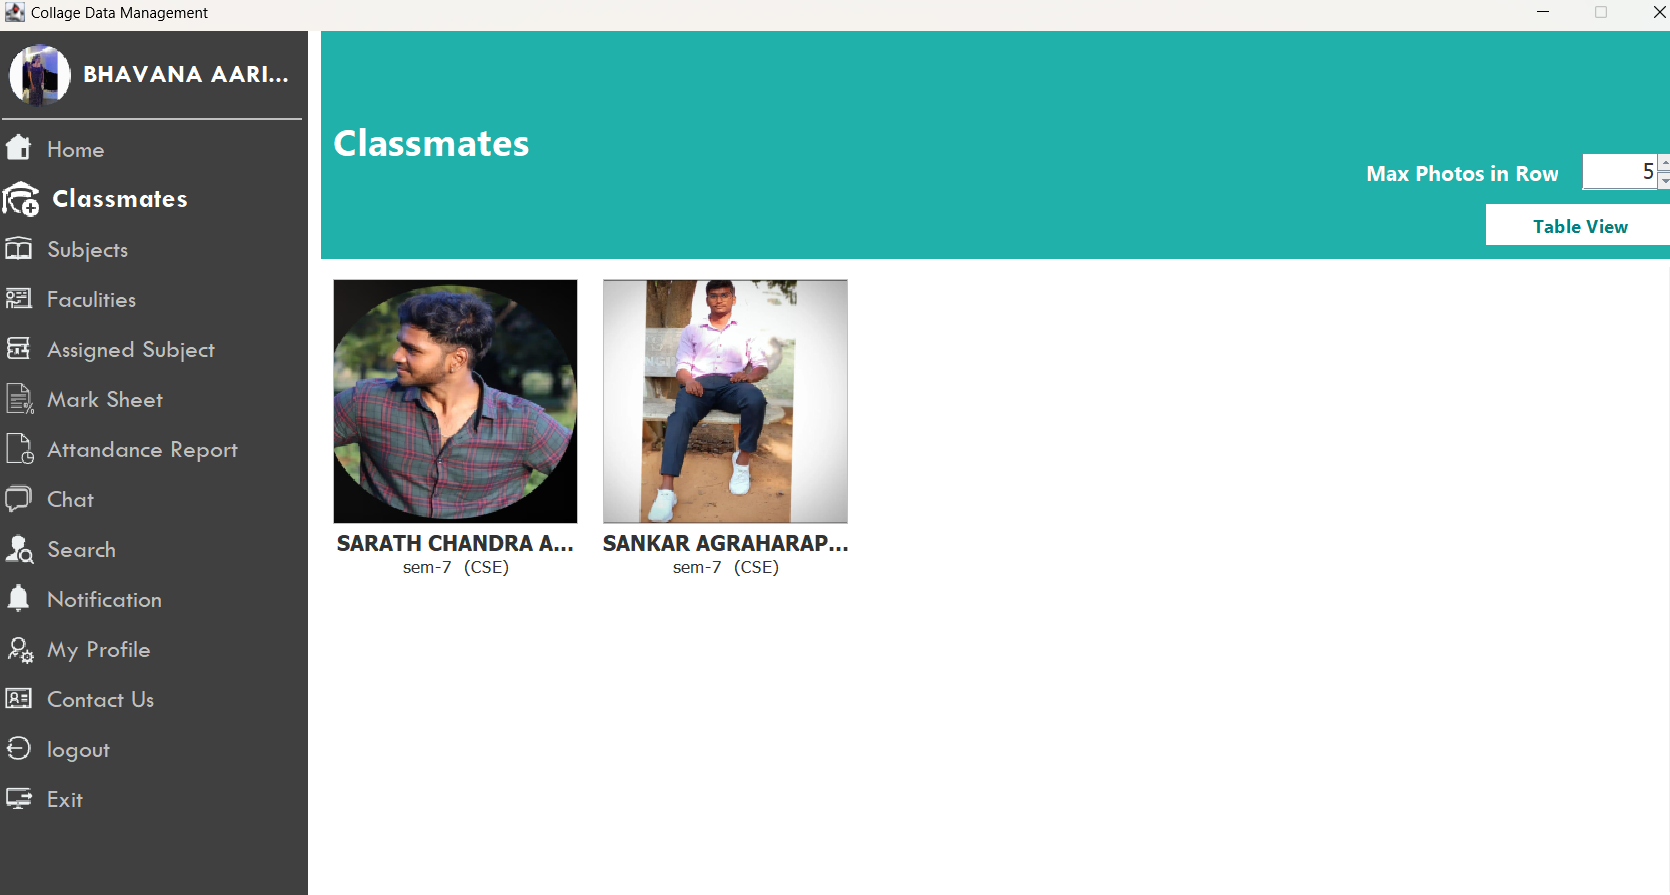 Collage Data Management
BHAVANA AARI...
Home
Classmates
Subjects
Faculities
Assigned Subject
Mark Sheet
Attandance Report
Chat
Search
Notification
My Profile
Contact Us
logout
Exit
Classmates
Max Photos in Row 5
Table View
SARATH CHANDRA A...
sem-7 (CSE)
SANKAR AGRAHARAP...
sem-7 (CSE)